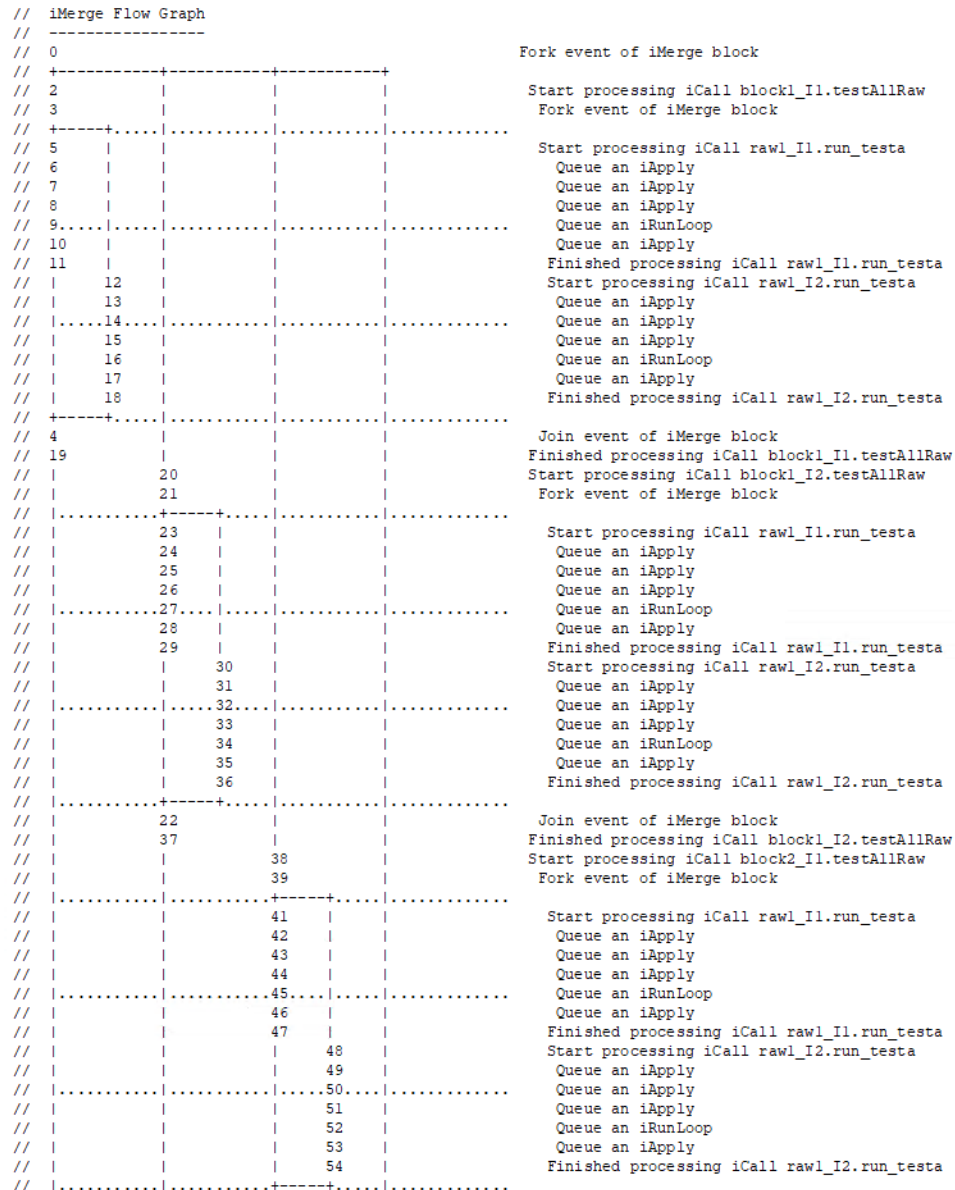 // iMerge Flow Graph
// -----------------
// 0                                                  Fork event of iMerge block
// +-----------+-----------+-----------+
// 2           |           |           |               Start processing iCall block1_I1.testAllRaw
// 3           |           |           |                Fork event of iMerge block
// +-----+.....|...........|...........|.............
// 5     |     |           |           |                Start processing iCall raw1_I1.run_testa
// 6     |     |           |           |                  Queue an iApply
// 7     |     |           |           |                  Queue an iApply
// 8     |     |           |           |                  Queue an iApply
// 9.....|.....|...........|...........|.............     Queue an iRunLoop
// 10    |     |           |           |                  Queue an iApply
// 11    |     |           |           |                 Finished processing iCall raw1_I1.run_testa
// |     12    |           |           |                 Start processing iCall raw1_I2.run_testa
// |     13    |           |           |                  Queue an iApply
// |.....14....|...........|...........|.............     Queue an iApply
// |     15    |           |           |                  Queue an iApply
// |     16    |           |           |                  Queue an iRunLoop
// |     17    |           |           |                  Queue an iApply
// |     18    |           |           |                 Finished processing iCall raw1_I2.run_testa
// +-----+.....|...........|...........|.............
// 4           |           |           |                Join event of iMerge block
// 19          |           |           |               Finished processing iCall block1_I1.testAllRaw
// |           20          |           |               Start processing iCall block1_I2.testAllRaw
// |           21          |           |                Fork event of iMerge block
// |...........+-----+.....|...........|.............
// |           23    |     |           |                 Start processing iCall raw1_I1.run_testa
// |           24    |     |           |                  Queue an iApply
// |           25    |     |           |                  Queue an iApply
// |           26    |     |           |                  Queue an iApply
// |...........27....|.....|...........|.............     Queue an iRunLoop
// |           28    |     |           |                  Queue an iApply
// |           29    |     |           |                 Finished processing iCall raw1_I1.run_testa
// |           |     30    |           |                 Start processing iCall raw1_I2.run_testa
// |           |     31    |           |                  Queue an iApply
// |...........|.....32....|...........|.............     Queue an iApply
// |           |     33    |           |                  Queue an iApply
// |           |     34    |           |                  Queue an iRunLoop
// |           |     35    |           |                  Queue an iApply
// |           |     36    |           |                 Finished processing iCall raw1_I2.run_testa
// |...........+-----+.....|...........|.............
// |           22          |           |                Join event of iMerge block
// |           37          |           |               Finished processing iCall block1_I2.testAllRaw
// |           |           38          |               Start processing iCall block2_I1.testAllRaw
// |           |           39          |                Fork event of iMerge block
// |...........|...........+-----+.....|.............
// |           |           41    |     |                 Start processing iCall raw1_I1.run_testa
// |           |           42    |     |                  Queue an iApply
// |           |           43    |     |                  Queue an iApply
// |           |           44    |     |                  Queue an iApply
// |...........|...........45....|.....|.............     Queue an iRunLoop
// |           |           46    |     |                  Queue an iApply
// |           |           47    |     |                 Finished processing iCall raw1_I1.run_testa
// |           |           |     48    |                 Start processing iCall raw1_I2.run_testa
// |           |           |     49    |                  Queue an iApply
// |...........|...........|.....50....|.............     Queue an iApply
// |           |           |     51    |                  Queue an iApply
// |           |           |     52    |                  Queue an iRunLoop
// |           |           |     53    |                  Queue an iApply
// |           |           |     54    |                 Finished processing iCall raw1_I2.run_testa
// |...........|...........+-----+.....|.............